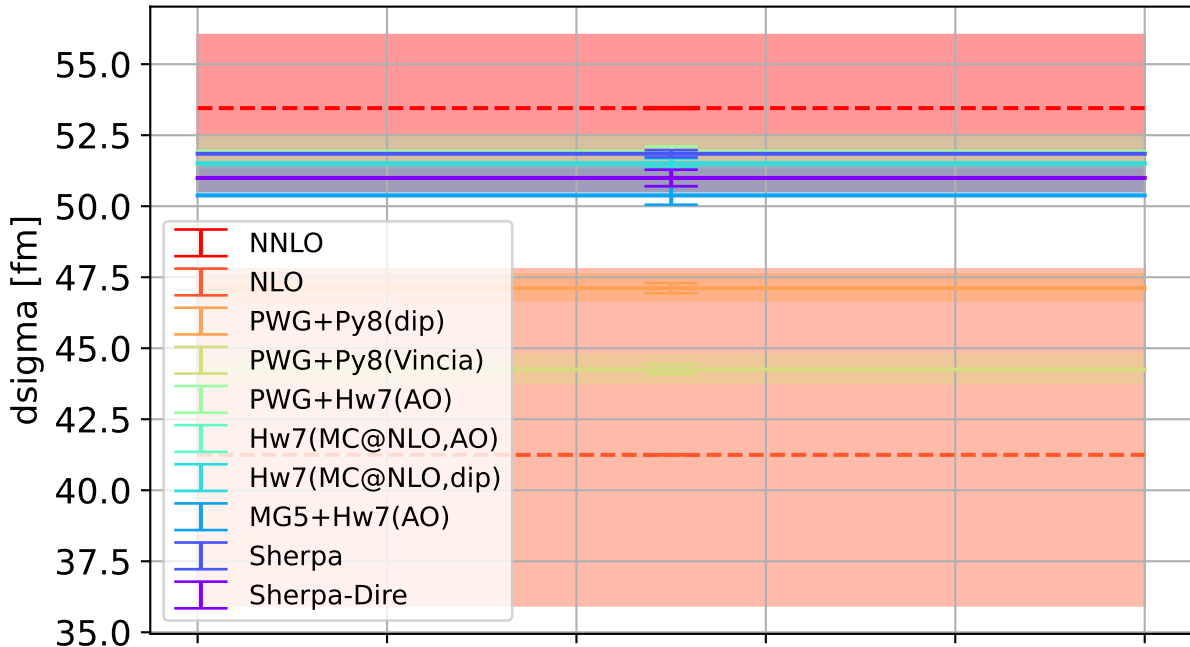 55.0
52.5
50.0
47.5
45.0
42.5
40.0
37.5
35.0
dsigma [fm]
NNLO
NLO
PWG+Py8(dip)
PWG+Py8(Vincia)
PWG+Hw7(AO)
Hw7(MC@NLO,AO)
Hw7(MC@NLO,dip)
MG5+Hw7(AO)
Sherpa
Sherpa-Dire